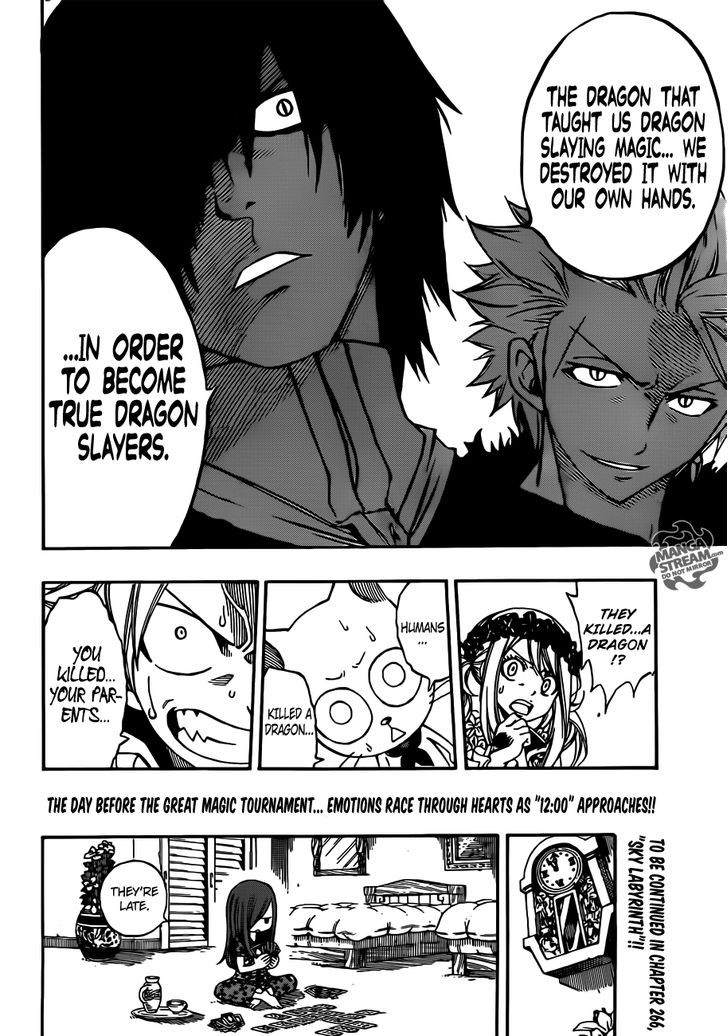 THE DRAGON THAT
TAUGHT US DRAGON
SLAYING MAGIC... WE
DESTROYED IT WITH
OUR OWN HANDS.
...IN ORDER
TO BECOME
TRUE DRAGON
SLAYERS.
MANGA
STREAM.com
DO NOT MIRROR
THEY
KILLED...A
DRAGON
!?
HUMANS...
KILLED A
DRAGON...
YOU
KILLED...
YOUR PAR-
ENTS...
THE DAY BEFORE THE GREAT MAGIC TOURNAMENT... EMOTIONS RACE THROUGH HEARTS AS "12:00" APPROACHES!!
TO BE CONTINUED IN CHAPTER
"SKY LABYRINTH"!!
THEY'RE
LATE.